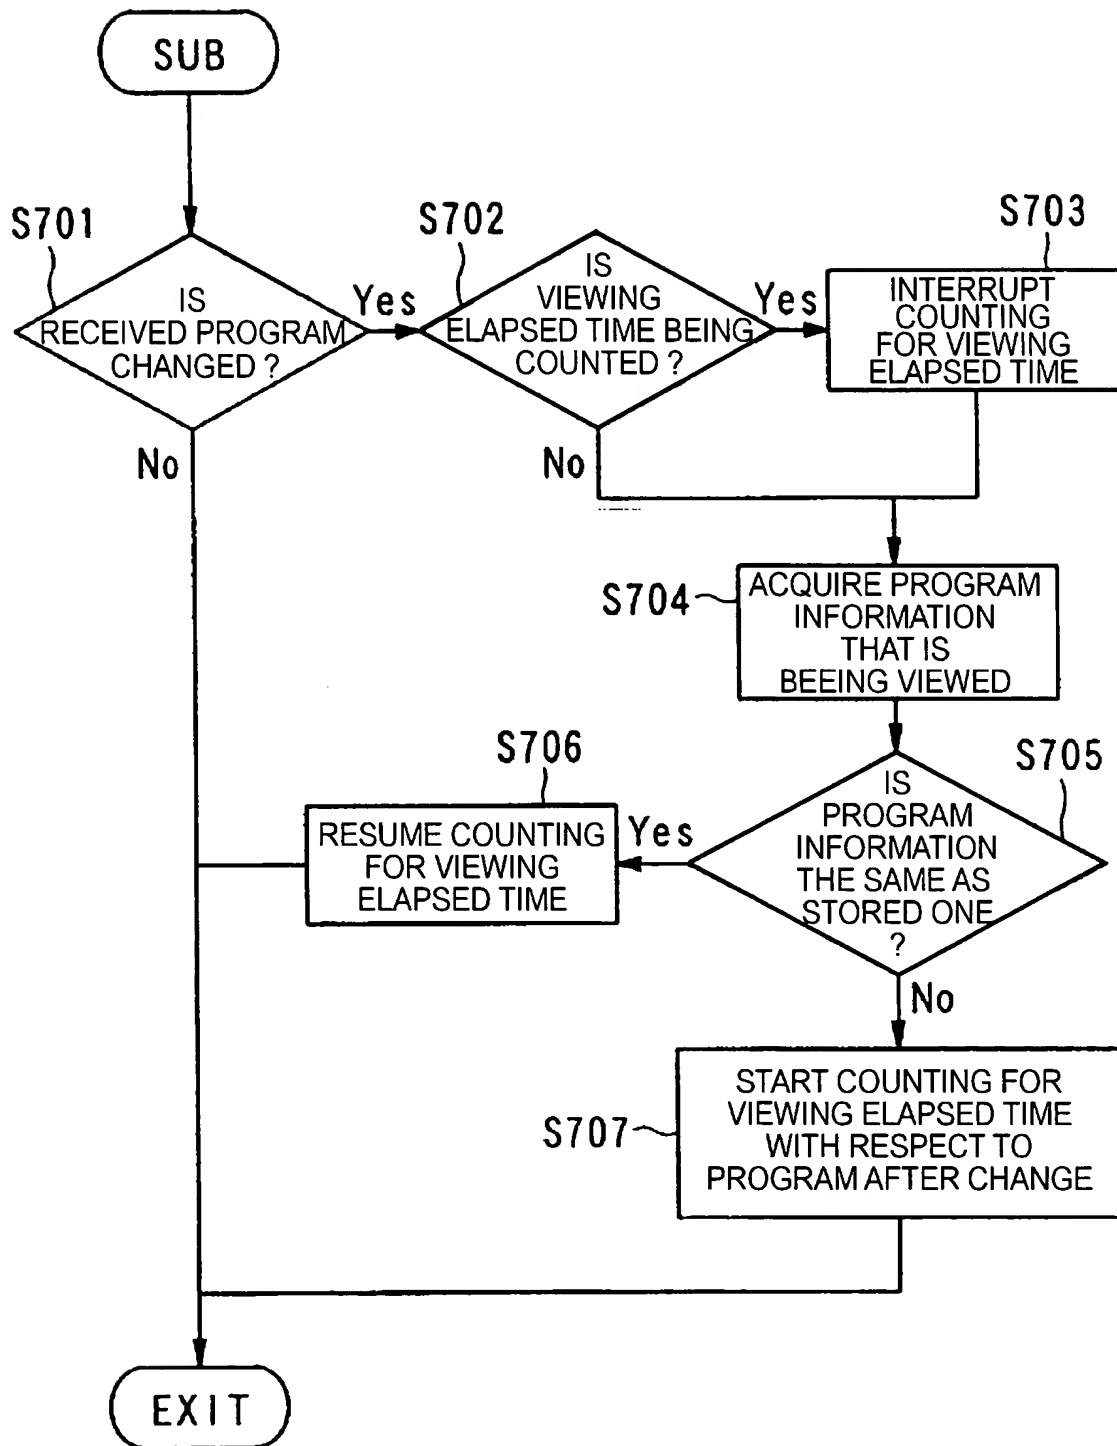 SUB
S701
IS
RECEIVED PROGRAM
CHANGED ?
Yes
No
S702
IS
VIEWING
ELAPSED TIME BEING
COUNTED ?
Yes
No
S703
INTERRUPT
COUNTING
FOR VIEWING
ELAPSED TIME
S704
ACQUIRE PROGRAM
INFORMATION
THAT IS
BEEING VIEWED
S705
IS
PROGRAM
INFORMATION
THE SAME AS
STORED ONE
?
Yes
No
S706
RESUME COUNTING
FOR VIEWING
ELAPSED TIME
S707
START COUNTING FOR
VIEWING ELAPSED TIME
WITH RESPECT TO
PROGRAM AFTER CHANGE
EXIT